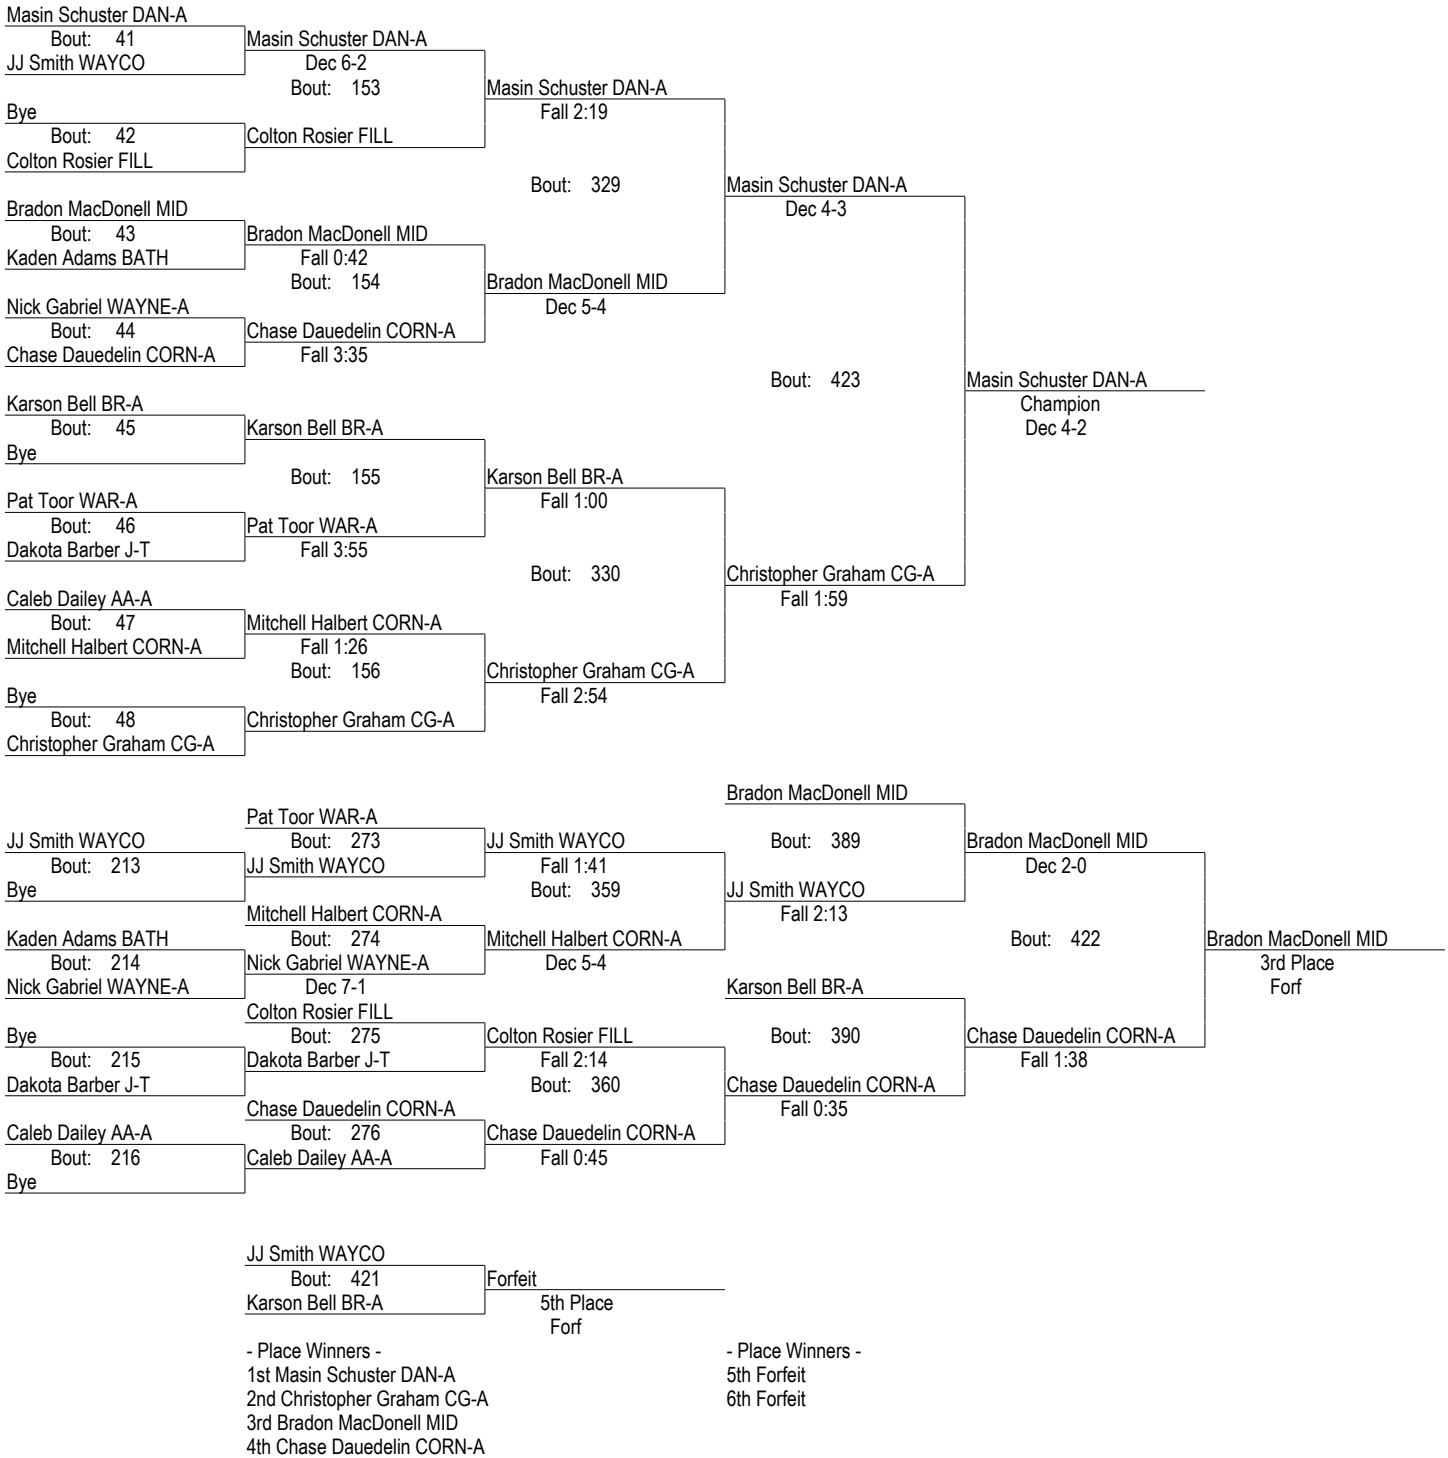 Masin Schuster DAN-A
Bout: 41
Masin Schuster DAN-A
JJ Smith WAYCO
Dec 6-2
Bout: 153
Masin Schuster DAN-A
Bye
Fall 2:19
Bout: 42
Colton Rosier FILL
Colton Rosier FILL
Bout: 329
Masin Schuster DAN-A
Bradon MacDonell MID
Dec 4-3
Bout: 43
Bradon MacDonell MID
Kaden Adams BATH
Fall 0:42
Bout: 154
Bradon MacDonell MID
Nick Gabriel WAYNE-A
Dec 5-4
Bout: 44
Chase Dauedelin CORN-A
Chase Dauedelin CORN-A
Fall 3:35
Bout: 423
Masin Schuster DAN-A
Karson Bell BR-A
Champion
Bout: 45
Karson Bell BR-A
Dec 4-2
Bye
Bout: 155
Karson Bell BR-A
Pat Toor WAR-A
Fall 1:00
Bout: 46
Pat Toor WAR-A
Dakota Barber J-T
Fall 3:55
Bout: 330
Christopher Graham CG-A
Caleb Dailey AA-A
Fall 1:59
Bout: 47
Mitchell Halbert CORN-A
Mitchell Halbert CORN-A
Fall 1:26
Bout: 156
Christopher Graham CG-A
Bye
Fall 2:54
Bout: 48
Christopher Graham CG-A
Christopher Graham CG-A
Bradon MacDonell MID
Pat Toor WAR-A
JJ Smith WAYCO
Bout: 273
JJ Smith WAYCO
Bout: 389
Bradon MacDonell MID
Bout: 213
JJ Smith WAYCO
Fall 1:41
Dec 2-0
Bye
Bout: 359
JJ Smith WAYCO
Mitchell Halbert CORN-A
Fall 2:13
Kaden Adams BATH
Bout: 274
Mitchell Halbert CORN-A
Bout: 422
Bradon MacDonell MID
Bout: 214
Nick Gabriel WAYNE-A
Dec 5-4
3rd Place
Nick Gabriel WAYNE-A
Dec 7-1
Karson Bell BR-A
Forf
Colton Rosier FILL
Bye
Bout: 275
Colton Rosier FILL
Bout: 390
Chase Dauedelin CORN-A
Bout: 215
Dakota Barber J-T
Fall 2:14
Fall 1:38
Dakota Barber J-T
Bout: 360
Chase Dauedelin CORN-A
Chase Dauedelin CORN-A
Fall 0:35
Caleb Dailey AA-A
Bout: 276
Chase Dauedelin CORN-A
Bout: 216
Caleb Dailey AA-A
Fall 0:45
Bye
JJ Smith WAYCO
Bout: 421
Forfeit
Karson Bell BR-A
5th Place
Forf
- Place Winners -
1st Masin Schuster DAN-A
2nd Christopher Graham CG-A
3rd Bradon MacDonell MID
4th Chase Dauedelin CORN-A
- Place Winners -
5th Forfeit
6th Forfeit